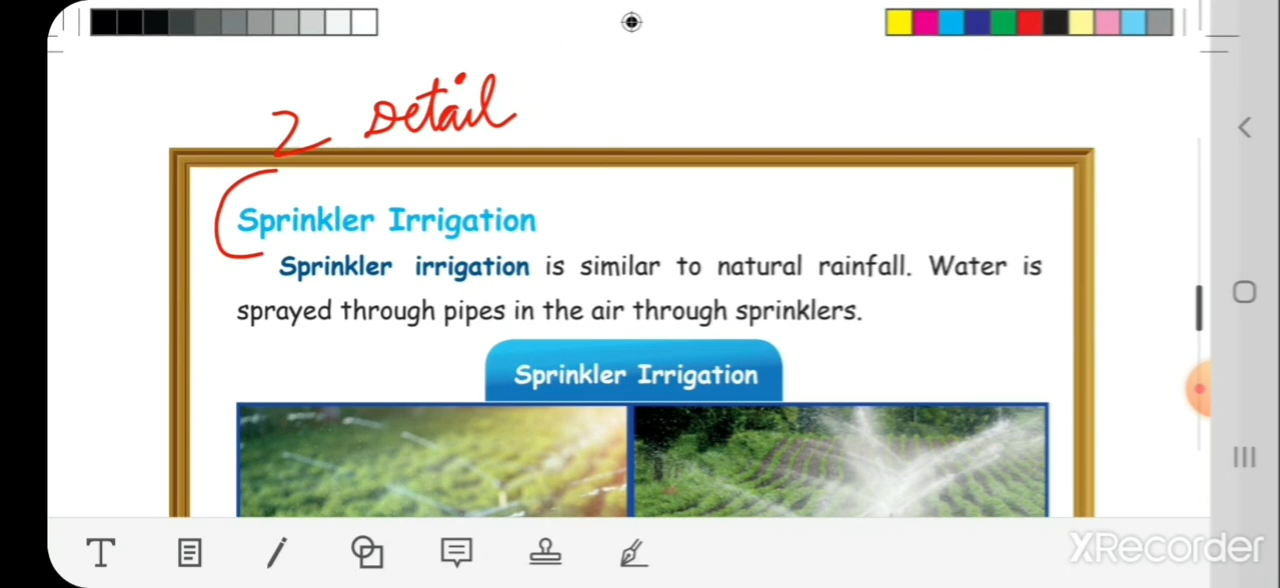 2 Detail
Sprinkler Irrigation
Sprinkler irrigation is similar to natural rainfall. Water is
sprayed through pipes in the air through sprinklers.
Sprinkler Irrigation
T
XRecorder